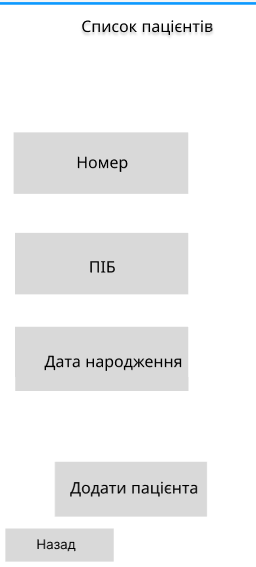 Список пацієнтів
Номер
ПІБ
Дата народження
Додати пацієнта
Назад